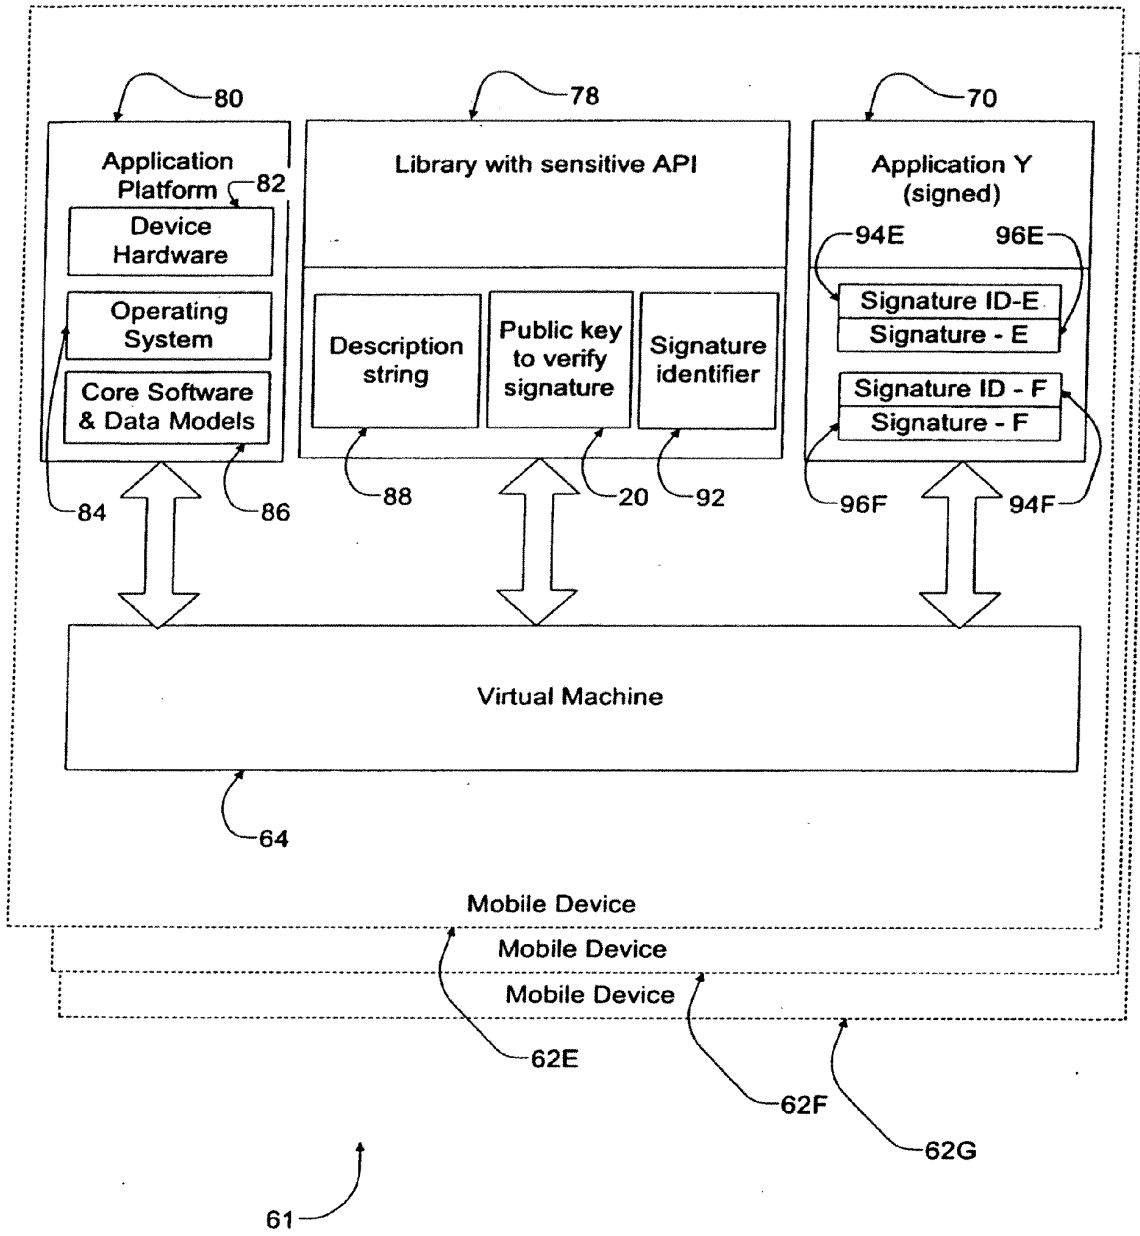 80
78
70
Application
Platform
82
Device
Hardware
Operating
System
Core Software
& Data Models
84
86
Library with sensitive API
Description
string
Public key
to verify
signature
Signature
identifier
88
20
92
Application Y
(signed)
94E
96E
Signature ID-E
Signature - E
Signature ID - F
Signature - F
96F
94F
Virtual Machine
64
Mobile Device
Mobile Device
Mobile Device
62E
62F
62G
61